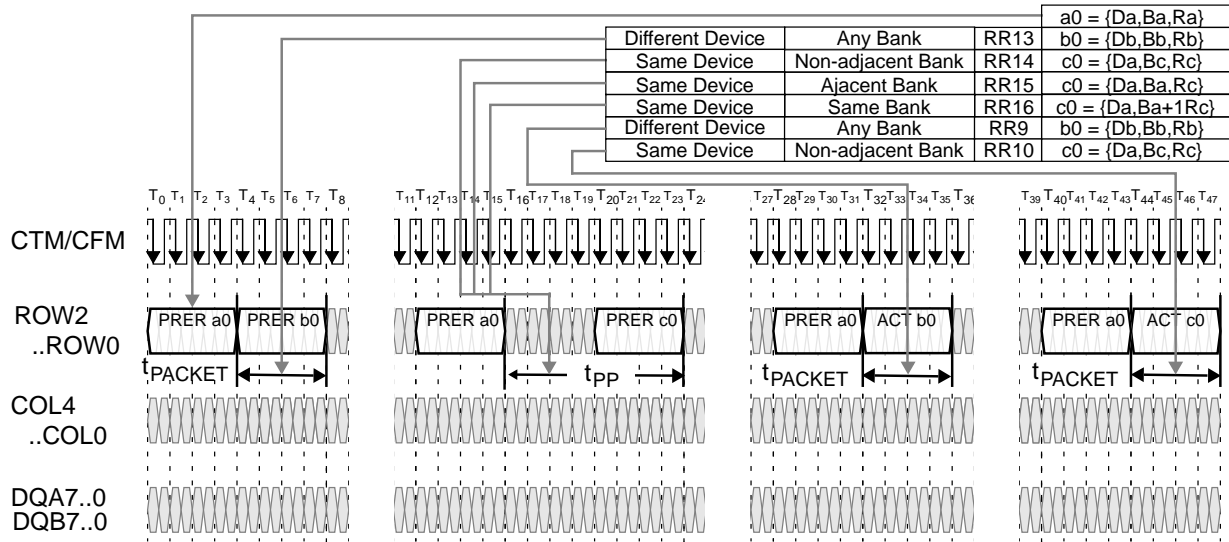 a0 = {Da,Ba,Ra}
Different Device Any Bank RR13 b0 = {Db,Bb,Rb}
Same Device Non-adjacent Bank RR14 c0 = {Da,Bc,Rc}
Same Device Ajacent Bank RR15 c0 = {Da,Ba,Rc}
Same Device Same Bank RR16 c0 = {Da,Ba+1Rc}
Different Device Any Bank RR9 b0 = {Db,Bb,Rb}
Same Device Non-adjacent Bank RR10 c0 = {Da,Bc,Rc}
T0 T1 T2 T3 T4 T5 T6 T7 T8 T11 T12 T13 T14 T15 T16 T17 T18 T19 T20 T21 T22 T23 T24 T27 T28 T29 T30 T31 T32 T33 T34 T35 T36 T39 T40 T41 T42 T43 T44 T45 T46 T47
CTM/CFM
ROW2 PRER a0 PRER b0 PRER a0 PRER c0 PRER a0 ACT b0 PRER a0 ACT c0
..ROW0
tPACKET tPP tPACKET tPACKET
COL4
..COL0
DQA7..0
DQB7..0